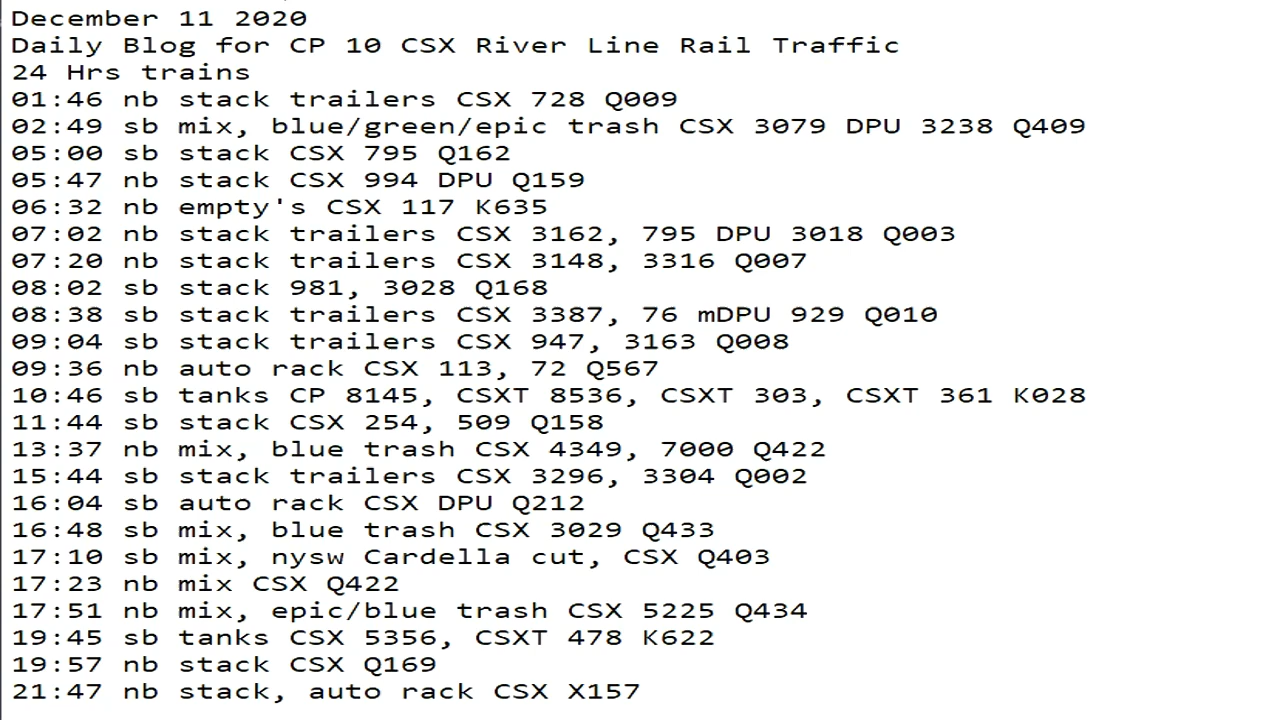 December 11 2020
Daily Blog for CP 10 CSX River Line Rail Traffic
24 Hrs trains
01:46 nb stack trailers CSX 728 Q009
02:49 sb mix, blue/green/epic trash CSX 3079 DPU 3238 Q409
05:00 sb stack CSX 795 Q162
05:47 nb stack CSX 994 DPU Q159
06:32 nb empty's CSX 117 K635
07:02 nb stack trailers CSX 3162, 795 DPU 3018 Q003
07:20 nb stack trailers CSX 3148, 3316 Q007
08:02 sb stack 981, 3028 Q168
08:38 sb stack trailers CSX 3387, 76 mDPU 929 Q010
09:04 sb stack trailers CSX 947, 3163 Q008
09:36 nb auto rack CSX 113, 72 Q567
10:46 sb tanks CP 8145, CSXT 8536, CSXT 303, CSXT 361 K028
11:44 sb stack CSX 254, 509 Q158
13:37 nb mix, blue trash CSX 4349, 7000 Q422
15:44 sb stack trailers CSX 3296, 3304 Q002
16:04 sb auto rack CSX DPU Q212
16:48 sb mix, blue trash CSX 3029 Q433
17:10 sb mix, nysw Cardella cut, CSX Q403
17:23 nb mix CSX Q422
17:51 nb mix, epic/blue trash CSX 5225 Q434
19:45 sb tanks CSX 5356, CSXT 478 K622
19:57 nb stack CSX Q169
21:47 nb stack, auto rack CSX X157